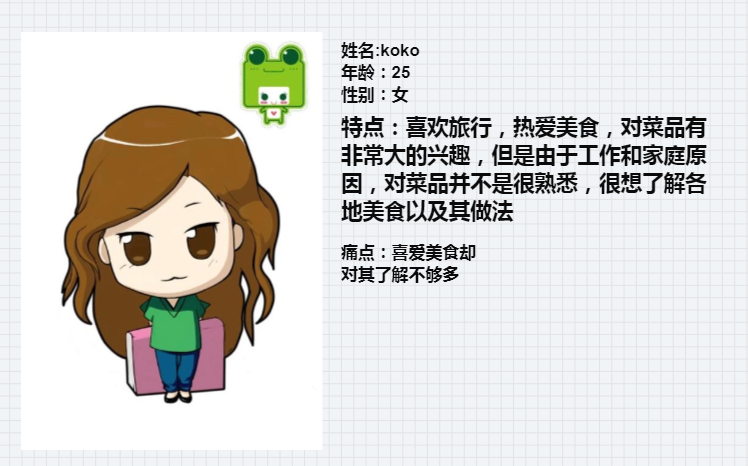 姓名:koko
年龄：25
性别：女
特点：喜欢旅行，热爱美食，对菜品有
非常大的兴趣，但是由于工作和家庭原
因，对菜品并不是很熟悉，很想了解各
地美食以及其做法
痛点：喜爱美食却
对其了解不够多